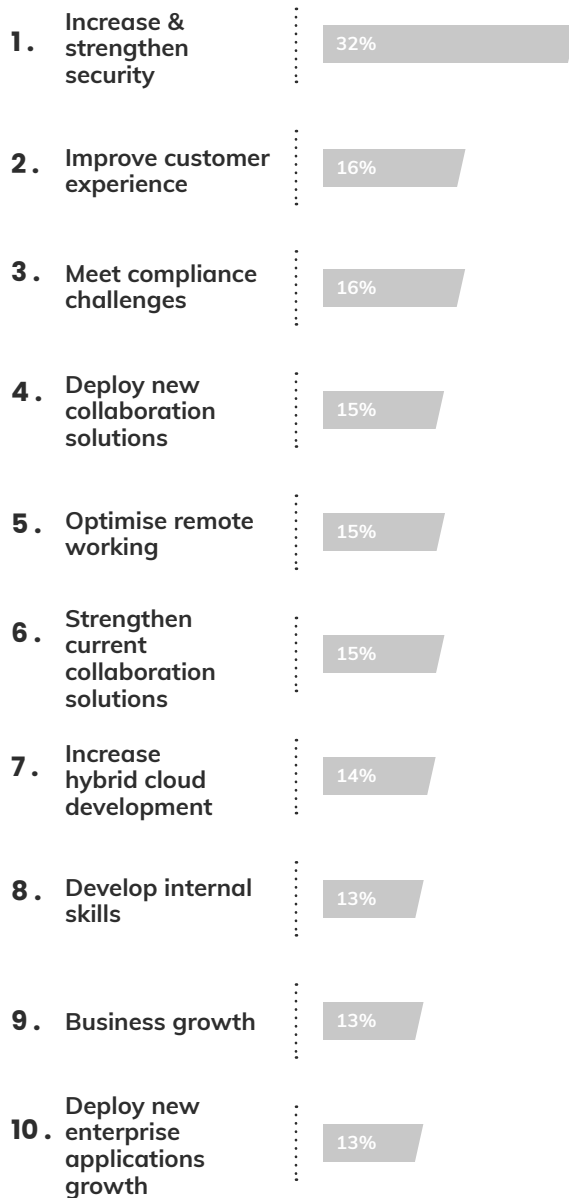 1. Increase &
strengthen
security
32%
2. Improve customer
experience
16%
3. Meet compliance
challenges
16%
4. Deploy new
collaboration
solutions
15%
5. Optimise remote
working
15%
6. Strengthen
current
collaboration
solutions
15%
7. Increase
hybrid cloud
development
14%
8. Develop internal
skills
13%
9. Business growth
13%
10. Deploy new
enterprise
applications
growth
13%